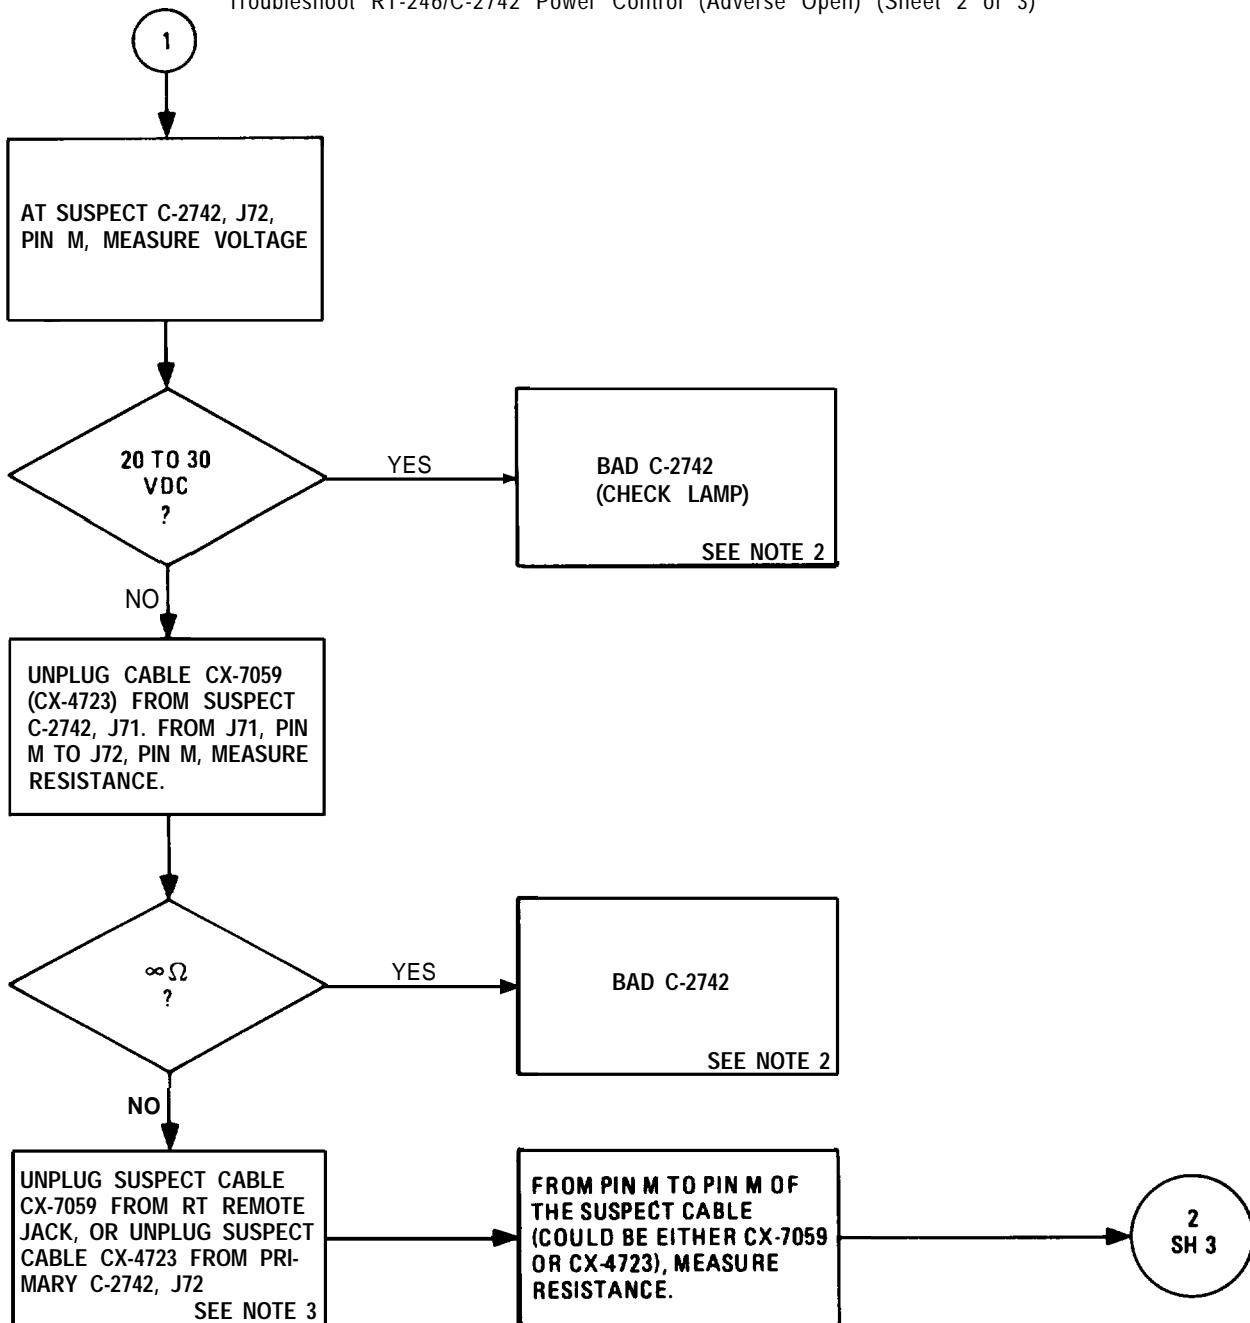 Troubleshoot RT-246/C-2742 Power Control (Adverse Open) (Sheet 2 of 3)
1
AT SUSPECT C-2742, J72,
PIN M, MEASURE VOLTAGE
20 TO 30
VDC
?
YES
BAD C-2742
(CHECK LAMP)
SEE NOTE 2
NO
UNPLUG CABLE CX-7059
(CX-4723) FROM SUSPECT
C-2742, J71. FROM J71, PIN
M TO J72, PIN M, MEASURE
RESISTANCE.
∞ Ω
?
YES
BAD C-2742
SEE NOTE 2
NO
UNPLUG SUSPECT CABLE
CX-7059 FROM RT REMOTE
JACK, OR UNPLUG SUSPECT
CABLE CX-4723 FROM PRI-
MARY C-2742, J72
SEE NOTE 3
FROM PIN M TO PIN M OF
THE SUSPECT CABLE
(COULD BE EITHER CX-7059
OR CX-4723), MEASURE
RESISTANCE.
2
SH 3